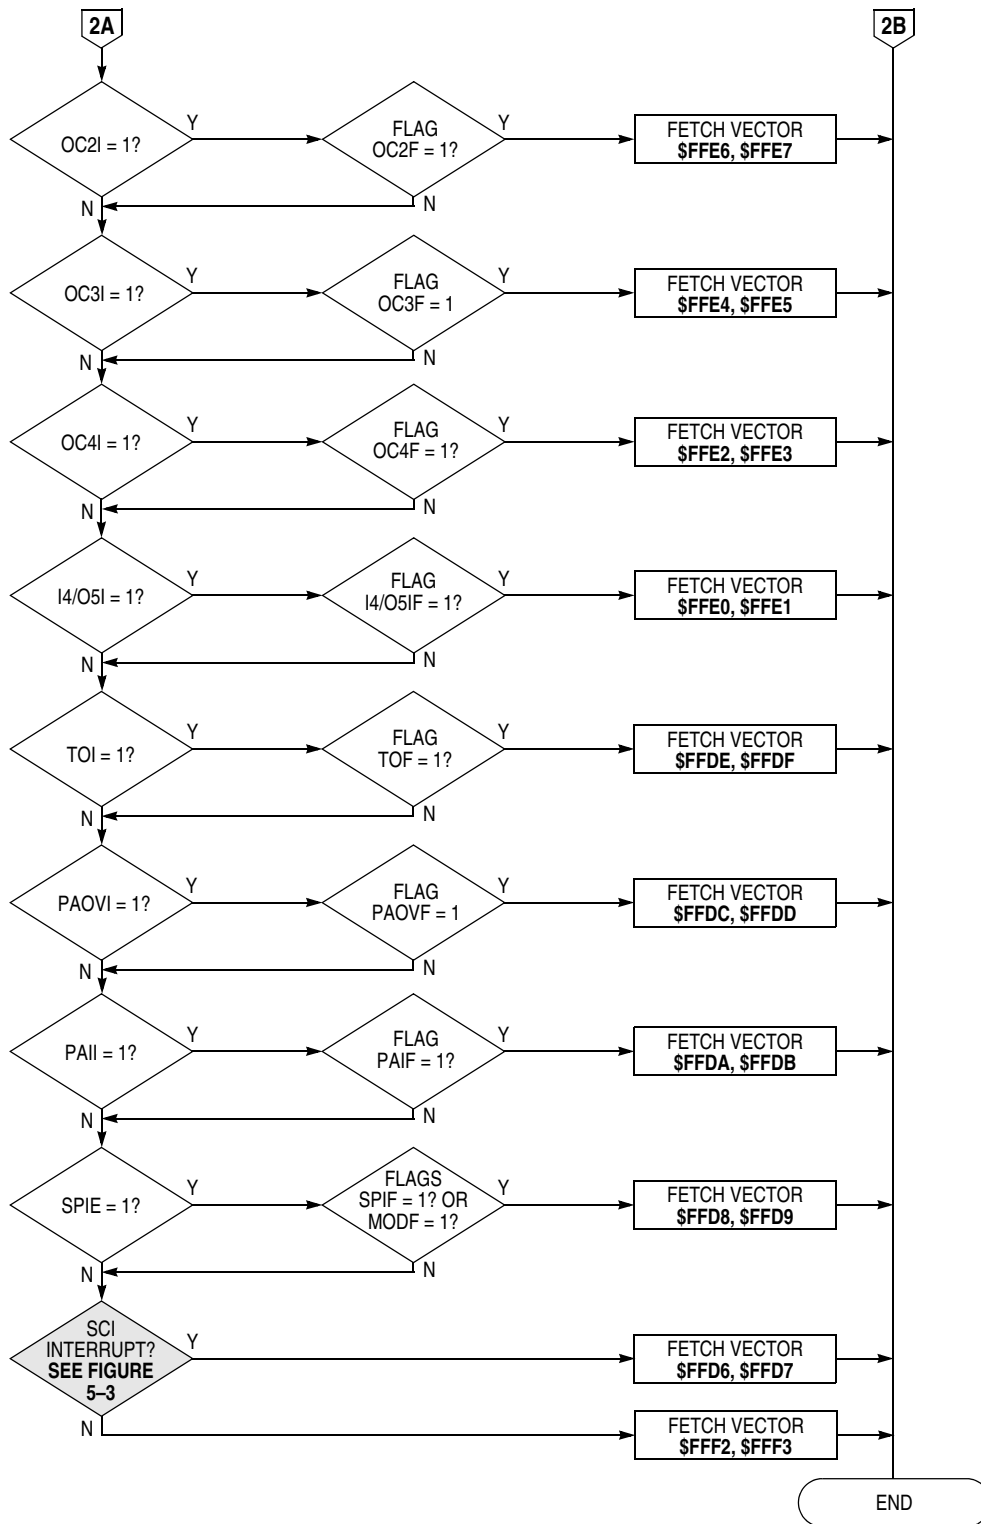 2A
2B
OC2I = 1?
Y
FLAG
OC2F = 1?
Y
FETCH VECTOR
$FFE6, $FFE7
N
N
OC3I = 1?
Y
FLAG
OC3F = 1
Y
FETCH VECTOR
$FFE4, $FFE5
N
N
OC4I = 1?
Y
FLAG
OC4F = 1?
Y
FETCH VECTOR
$FFE2, $FFE3
N
N
I4/O5I = 1?
Y
FLAG
I4/O5IF = 1?
Y
FETCH VECTOR
$FFE0, $FFE1
N
N
TOI = 1?
Y
FLAG
TOF = 1?
Y
FETCH VECTOR
$FFDE, $FFDF
N
N
PAOVI = 1?
Y
FLAG
PAOVF = 1
Y
FETCH VECTOR
$FFDC, $FFDD
N
N
PAII = 1?
Y
FLAG
PAIF = 1?
Y
FETCH VECTOR
$FFDA, $FFDB
N
N
SPIE = 1?
Y
FLAGS
SPIF = 1? OR
MODF = 1?
Y
FETCH VECTOR
$FFD8, $FFD9
N
N
SCI
INTERRUPT?
SEE FIGURE
5–3
Y
FETCH VECTOR
$FFD6, $FFD7
N
FETCH VECTOR
$FFF2, $FFF3
END